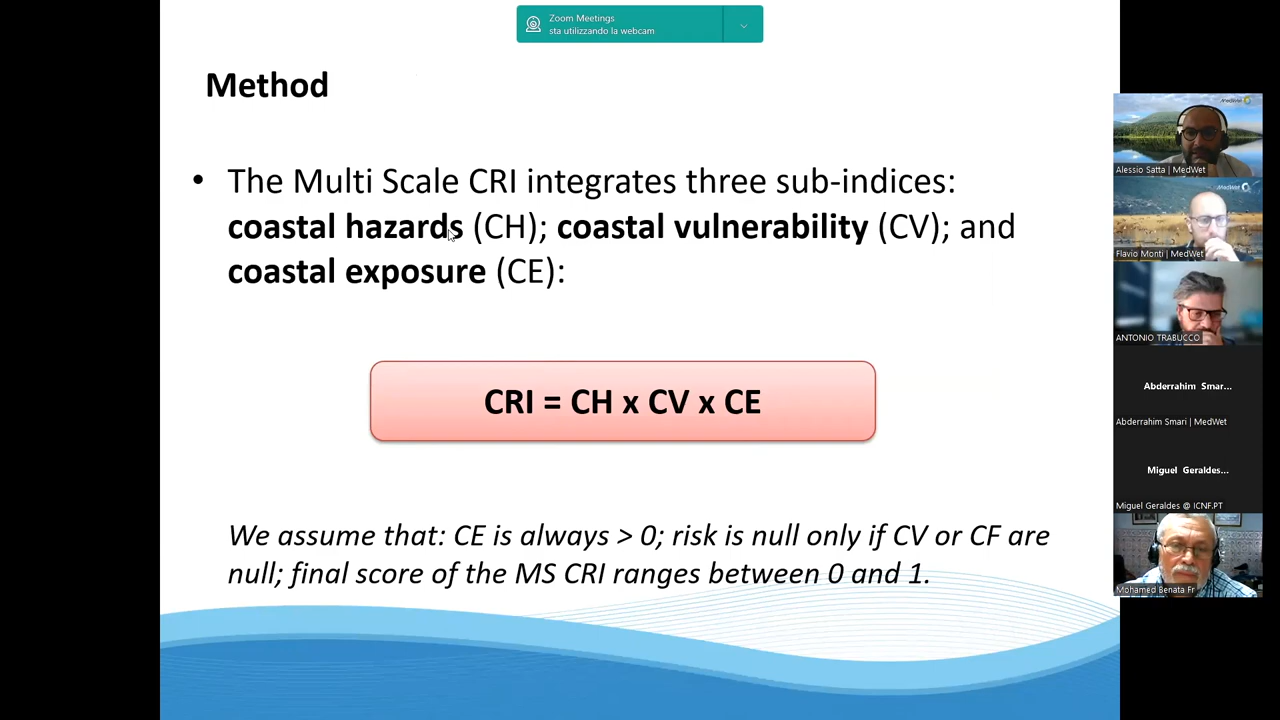 Zoom Meetings
sta utilizzando la webcam
Method
• The Multi Scale CRI integrates three sub-indices:
coastal hazards (CH); coastal vulnerability (CV); and
coastal exposure (CE):
CRI = CH x CV x CE
We assume that: CE is always > 0; risk is null only if CV or CF are
null; final score of the MS CRI ranges between 0 and 1.
MedWet
Alessio Satta | MedWet
MedWet
Flavio Monti | MedWet
ANTONIO TRABUCCO
Abderrahim Smar...
Abderrahim Smari | MedWet
Miguel Geraldes...
Miguel Geraldes @ ICNF.PT
Mohamed Benata Fr